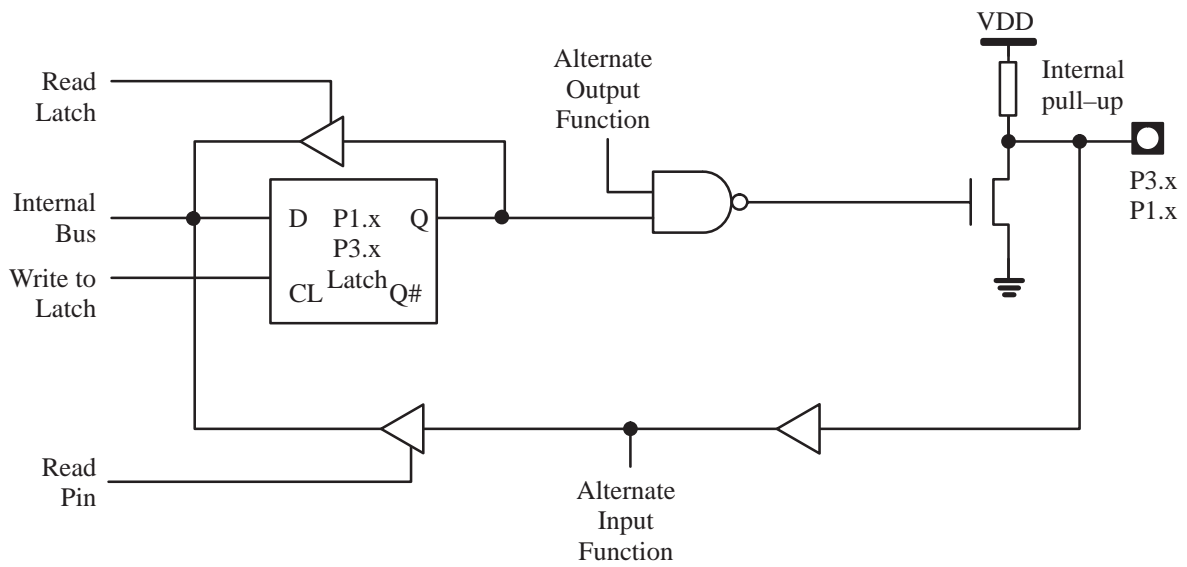 VDD
Read
Latch
Alternate
Output
Function
Internal
pull–up
Internal
Bus
D P1.x Q
P3.x
Latch
CL Q#
Write to
Latch
P3.x
P1.x
Read
Pin
Alternate
Input
Function